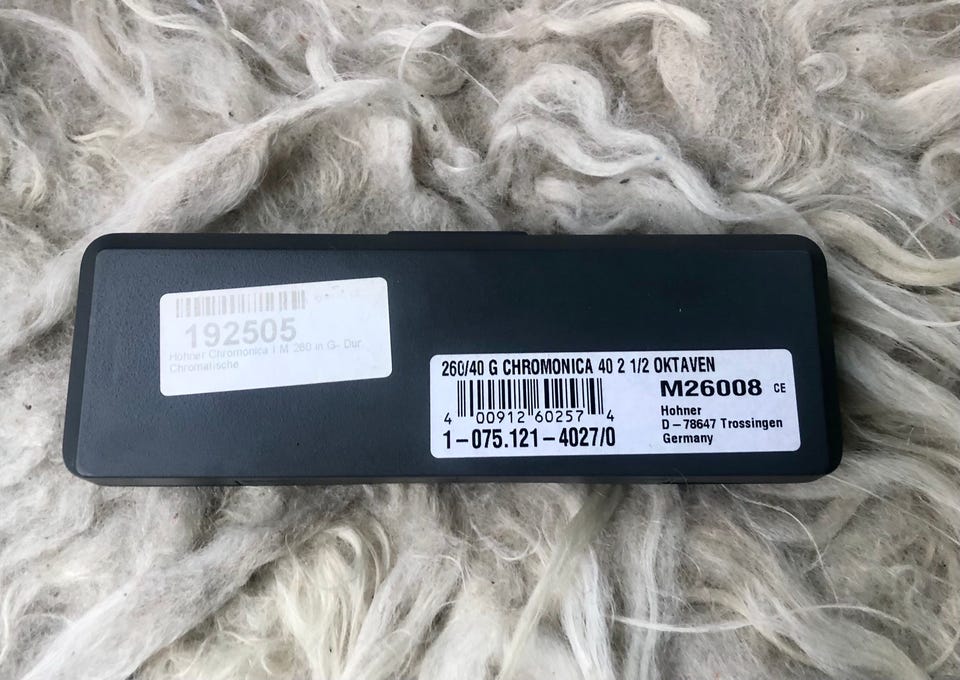 192505
Hohner Chromonica I M 260 in G- Dur
Chromatische
260/40 G CHROMONICA 40 2 1/2 OKTAVEN
M26008 CE
4 00912 60257 4
1-075.121-4027/0
Hohner
D-78647 Trossingen
Germany